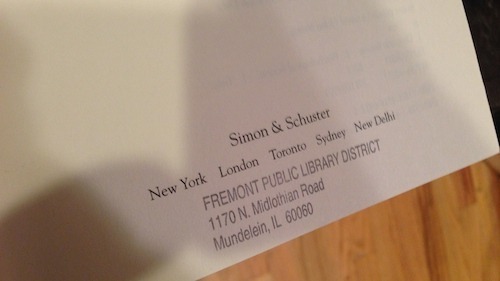 Simon & Schuster
New York London Toronto Sydney New Delhi
FREMONT PUBLIC LIBRARY DISTRICT
1170 N. Midlothian Road
Mundelein, IL 60060